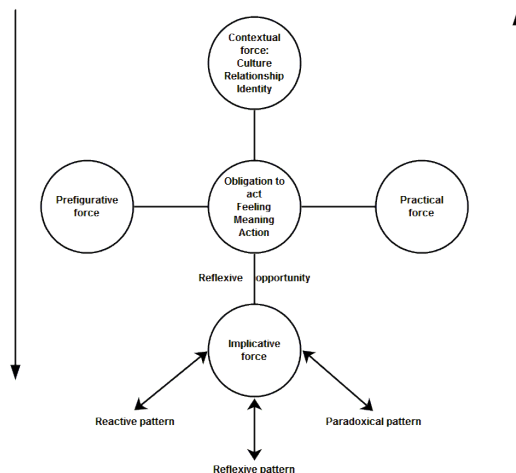 Contextual
force:
Culture
Relationship
Identity
Prefigurative
force
Obligation to
act
Feeling
Meaning
Action
Practical
force
Reflexive opportunity
Implicative
force
Reactive pattern
Paradoxical pattern
Reflexive pattern